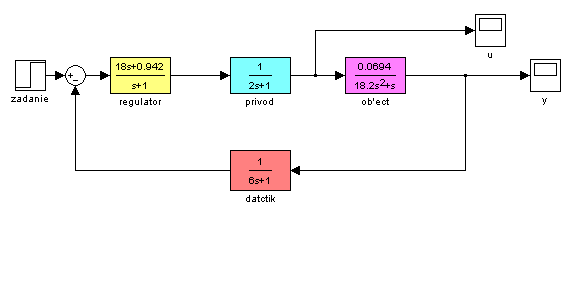 u
18s+0.942
s+1
1
2s+1
0.0694
18.2s2+s
+
−
zadanie
regulator
privod
ob'ect
y
1
6s+1
datctik